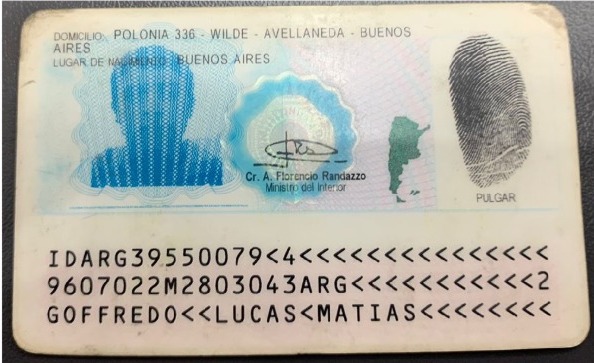 DOMICILIO: POLONIA 336 - WILDE - AVELLANEDA - BUENOS
AIRES
LUGAR DE NACIMIENTO: BUENOS AIRES
Cr. A. Florencio Randazzo
Ministro del Interior
PULGAR
IDARG39550079<4<<<<<<<<<<<<<<<
9607022M2803043ARG<<<<<<<<<<<2
GOFFREDO<<LUCAS<MATIAS<<<<<<<<